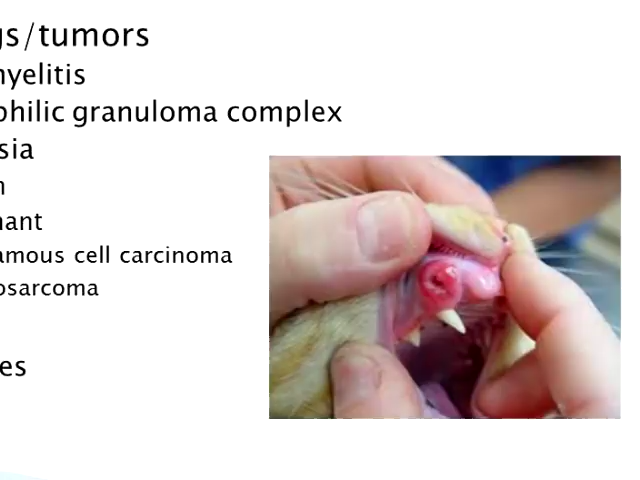 gs/tumors
nyelitis
philic granuloma complex
sia
n
nant
amous cell carcinoma
osarcoma
es